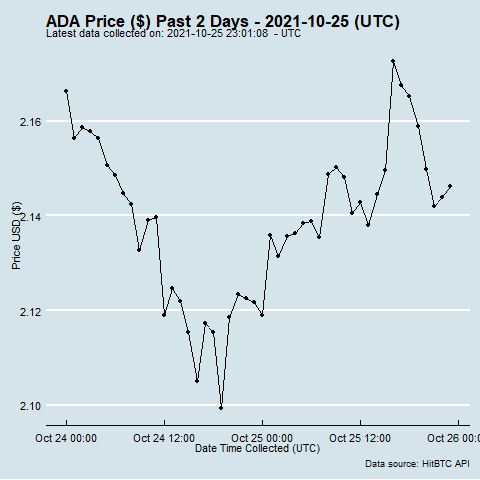 ADA Price ($) Past 2 Days - 2021-10-25 (UTC)
Latest data collected on: 2021-10-25 23:01:08  - UTC
2.16
2.14
2.12
2.10
Price USD ($)
Oct 24 00:00 Oct 24 12:00 Oct 25 00:00 Oct 25 12:00 Oct 26 00:00
Date Time Collected (UTC)
Data source: HitBTC API